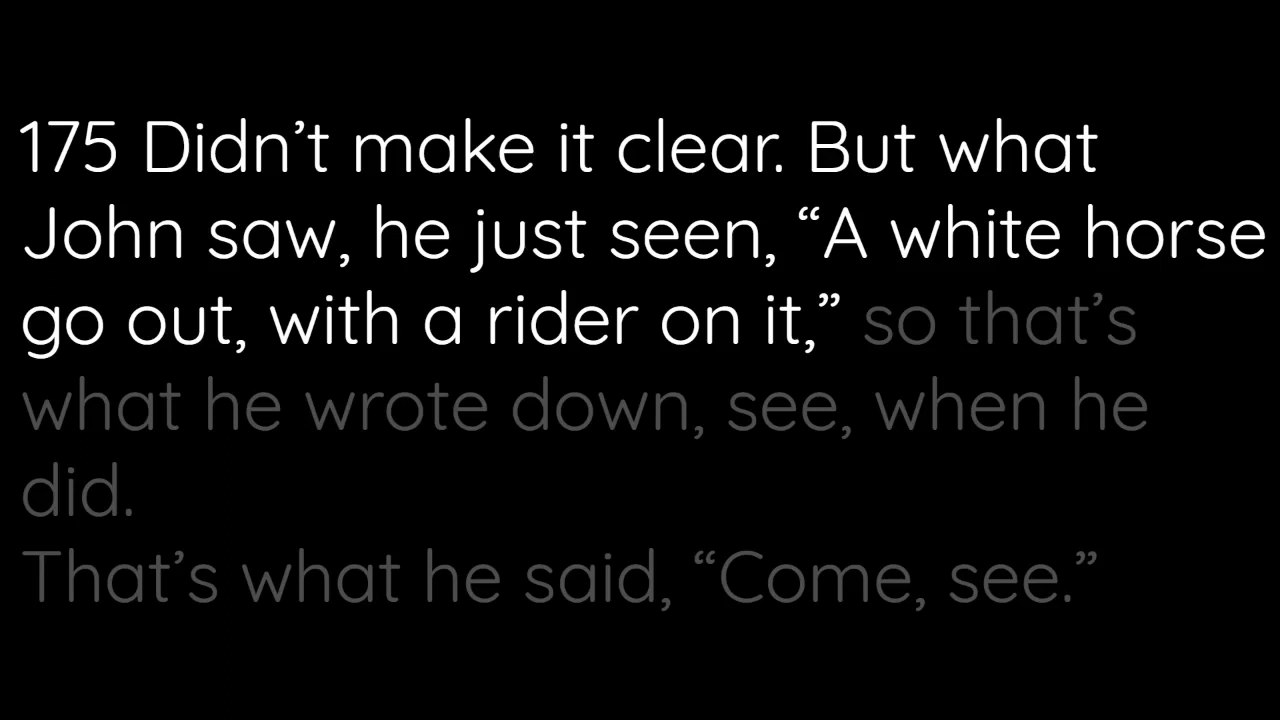 175 Didn’t make it clear. But what
John saw, he just seen, “A white horse
go out, with a rider on it,” so that’s
what he wrote down, see, when he
did.
That’s what he said, “Come, see.”